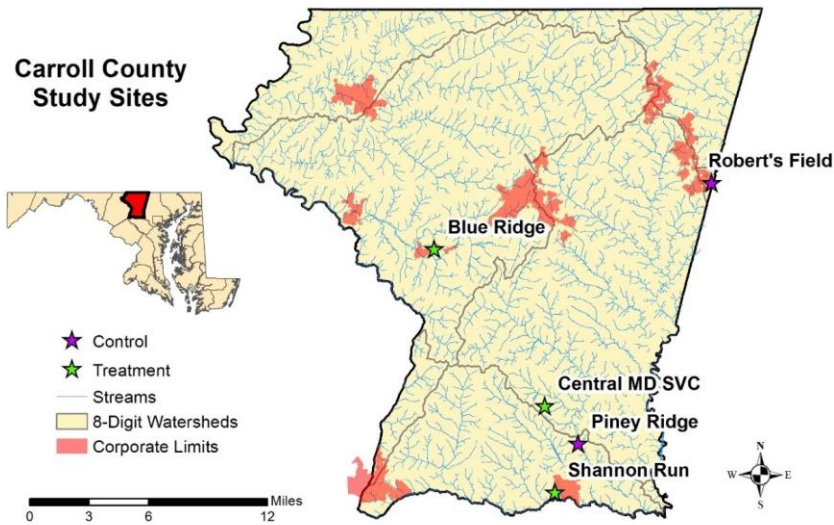 Carroll County
Study Sites
Robert's Field
Blue Ridge
Control
Treatment
Streams
8-Digit Watersheds
Corporate Limits
Central MD SVC
Piney Ridge
Shannon Run
Miles
0 3 6 12
N
W E
S